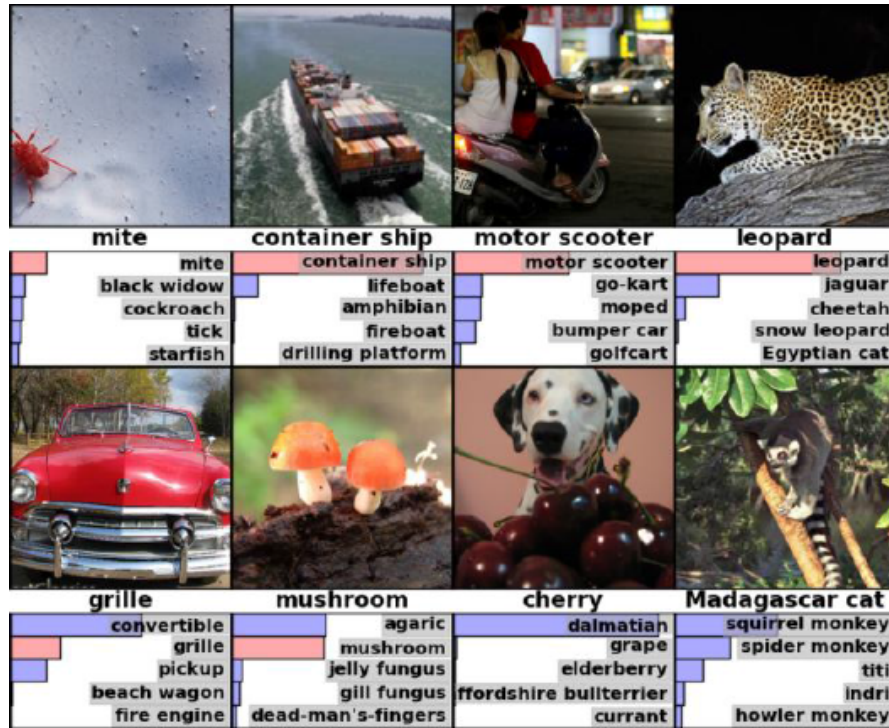 mite
container ship
motor scooter
leopard
mite
black widow
cockroach
tick
starfish
container ship
lifeboat
amphibian
fireboat
drilling platform
motor scooter
go-kart
moped
bumper car
golfcart
leopard
jaguar
cheetah
snow leopard
Egyptian cat
grille
mushroom
cherry
Madagascar cat
convertible
grille
pickup
beach wagon
fire engine
agaric
mushroom
jelly fungus
gill fungus
dead-man's-fingers
dalmatian
grape
elderberry
ffordshire bullterrier
currant
squirrel monkey
spider monkey
titi
indri
howler monkey